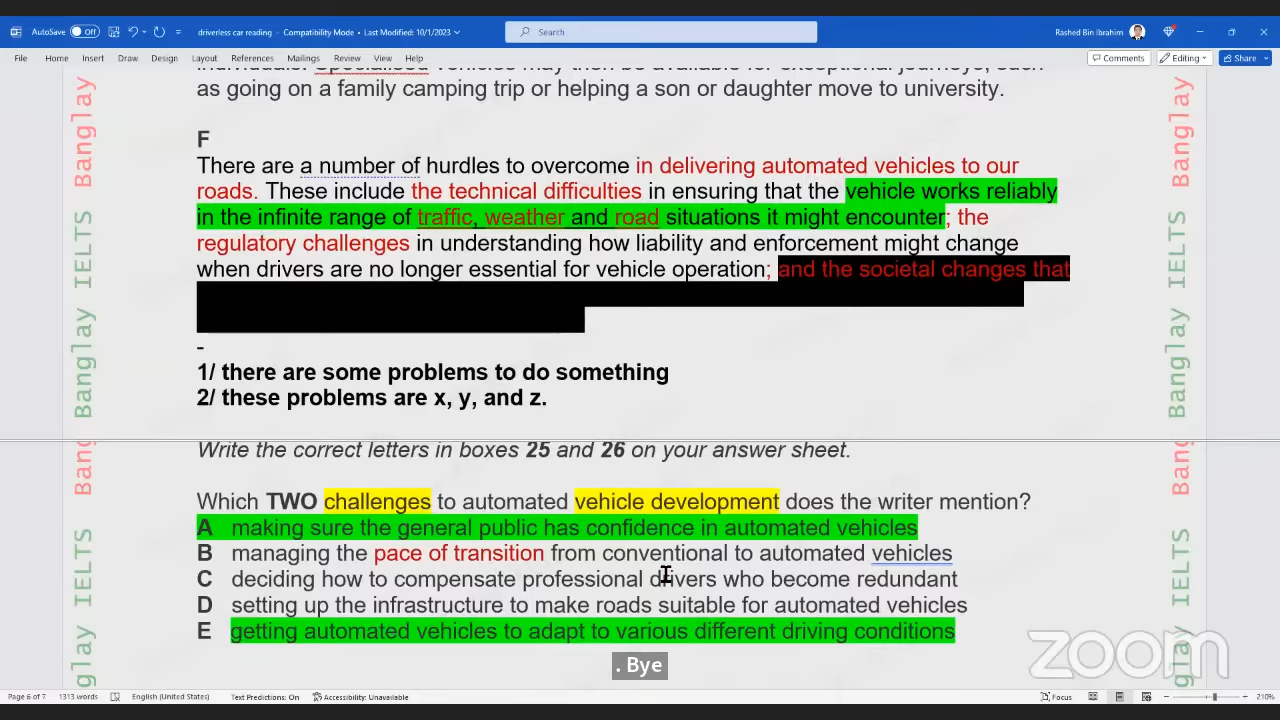 AutoSave Off driverless car reading - Compatibility Mode • Last Modified: 10/1/2023 Search Rashed Bin Ibrahim
File Home Insert Draw Design Layout References Mailings Review View Help Comments Editing Share
as going on a family camping trip or helping a son or daughter move to university.
F
There are a number of hurdles to overcome in delivering automated vehicles to our
roads. These include the technical difficulties in ensuring that the vehicle works reliably
in the infinite range of traffic, weather and road situations it might encounter; the
regulatory challenges in understanding how liability and enforcement might change
when drivers are no longer essential for vehicle operation; and the societal changes that
-
1/ there are some problems to do something
2/ these problems are x, y, and z.
Write the correct letters in boxes 25 and 26 on your answer sheet.
Which TWO challenges to automated vehicle development does the writer mention?
A making sure the general public has confidence in automated vehicles
B managing the pace of transition from conventional to automated vehicles
C deciding how to compensate professional drivers who become redundant
D setting up the infrastructure to make roads suitable for automated vehicles
E getting automated vehicles to adapt to various different driving conditions
. Bye
zoom
Banglay IELTS Banglay
Banglay IELTS Banglay
Page 6 of 7 1313 words English (United States) Text Predictions: On Accessibility: Unavailable Focus 210%